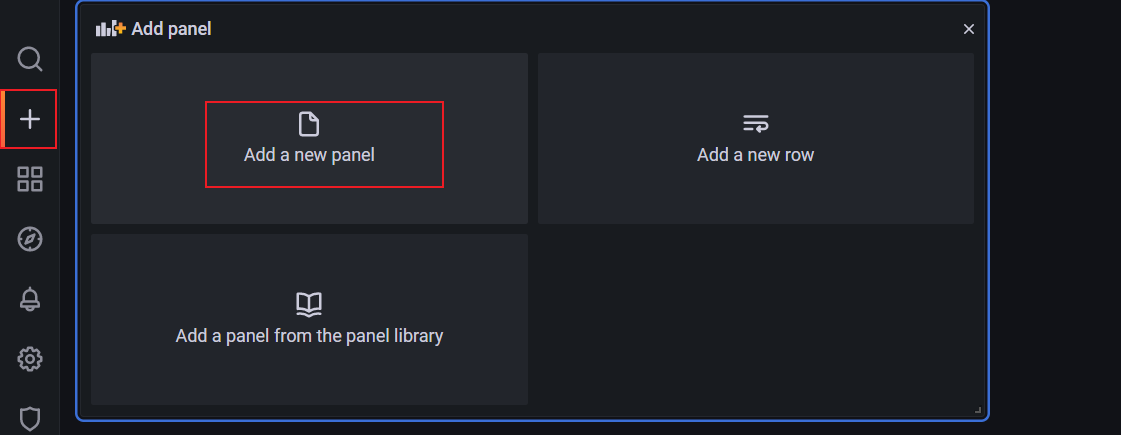 Add panel
Add a new panel
Add a new row
Add a panel from the panel library